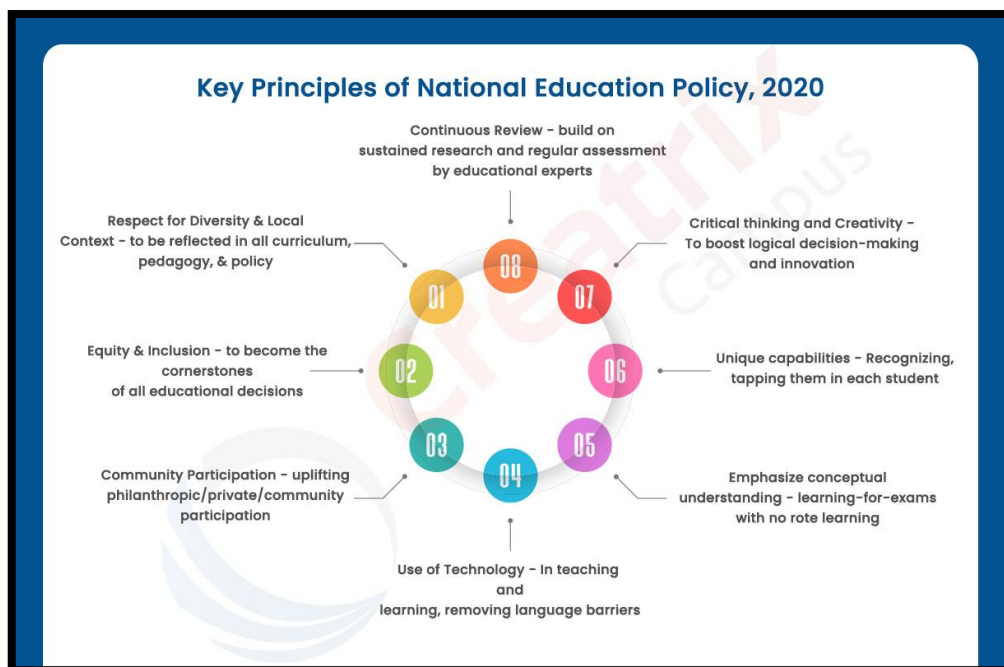 Key Principles of National Education Policy, 2020
Continuous Review - build on
sustained research and regular assessment
by educational experts
Respect for Diversity & Local
Context - to be reflected in all curriculum,
pedagogy, & policy
Critical thinking and Creativity -
To boost logical decision-making
and innovation
08
01
07
Equity & Inclusion - to become the
cornerstones
of all educational decisions
02
06
Unique capabilities - Recognizing,
tapping them in each student
03
05
04
Community Participation - uplifting
philanthropic/private/community
participation
Emphasize conceptual
understanding - learning-for-exams
with no rote learning
Use of Technology - In teaching
and
learning, removing language barriers
Creatrix
Campus